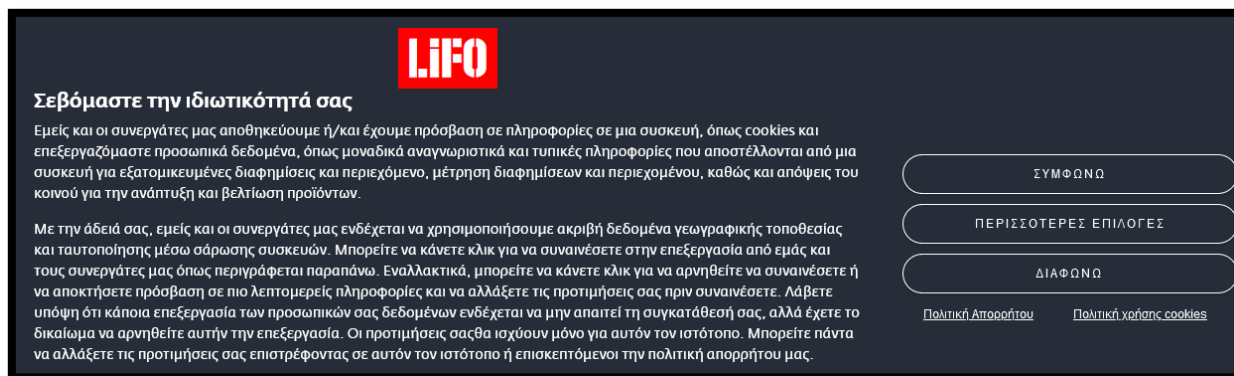 LiFO
Σεβόμαστε την ιδιωτικότητά σας
Εμείς και οι συνεργάτες μας αποθηκεύουμε ή/και έχουμε πρόσβαση σε πληροφορίες σε μια συσκευή, όπως cookies και
επεξεργαζόμαστε προσωπικά δεδομένα, όπως μοναδικά αναγνωριστικά και τυπικές πληροφορίες που αποστέλλονται από μια
συσκευή για εξατομικευμένες διαφημίσεις και περιεχόμενο, μέτρηση διαφημίσεων και περιεχομένου, καθώς και απόψεις του
κοινού για την ανάπτυξη και βελτίωση προϊόντων.
Με την άδειά σας, εμείς και οι συνεργάτες μας ενδέχεται να χρησιμοποιήσουμε ακριβή δεδομένα γεωγραφικής τοποθεσίας
και ταυτοποίησης μέσω σάρωσης συσκευών. Μπορείτε να κάνετε κλικ για να συναινέσετε στην επεξεργασία από εμάς και
τους συνεργάτες μας όπως περιγράφεται παραπάνω. Εναλλακτικά, μπορείτε να κάνετε κλικ για να αρνηθείτε να συναινέσετε ή
να αποκτήσετε πρόσβαση σε πιο λεπτομερείς πληροφορίες και να αλλάξετε τις προτιμήσεις σας πριν συναινέσετε. Λάβετε
υπόψη ότι κάποια επεξεργασία των προσωπικών σας δεδομένων ενδέχεται να μην απαιτεί τη συγκατάθεσή σας, αλλά έχετε το
δικαίωμα να αρνηθείτε αυτήν την επεξεργασία. Οι προτιμήσεις σαςθα ισχύουν μόνο για αυτόν τον ιστότοπο. Μπορείτε πάντα
να αλλάξετε τις προτιμήσεις σας επιστρέφοντας σε αυτόν τον ιστότοπο ή επισκεπτόμενοι την πολιτική απορρήτου μας.
ΣΥΜΦΩΝΩ
ΠΕΡΙΣΣΟΤΕΡΕΣ ΕΠΙΛΟΓΕΣ
ΔΙΑΦΩΝΩ
Πολιτική Απορρήτου Πολιτική χρήσης cookies